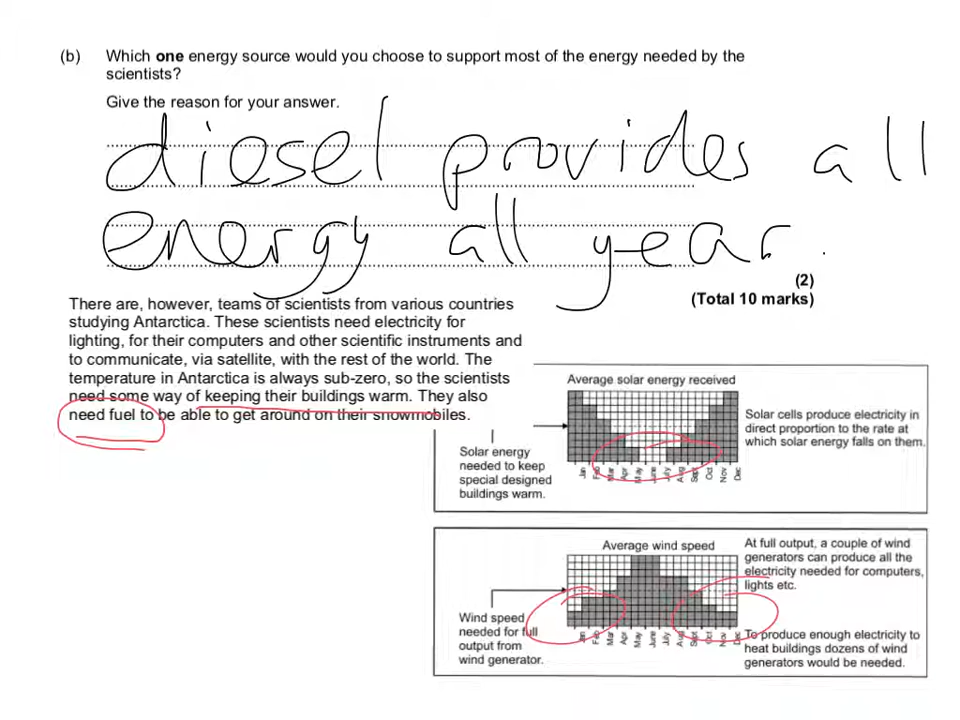 (b) Which one energy source would you choose to support most of the energy needed by the
scientists?
Give the reason for your answer.
diesel provides all
energy all year.
(2)
(Total 10 marks)
There are, however, teams of scientists from various countries
studying Antarctica. These scientists need electricity for
lighting, for their computers and other scientific instruments and
to communicate, via satellite, with the rest of the world. The
temperature in Antarctica is always sub-zero, so the scientists
need some way of keeping their buildings warm. They also
need fuel to be able to get around on their snowmobiles.
Average solar energy received
Solar energy
needed to keep
special designed
buildings warm.
Jan Feb Mar Apr May June July Aug Sept Oct Nov Dec
Solar cells produce electricity in
direct proportion to the rate at
which solar energy falls on them.
Average wind speed
Wind speed
needed for full
output from
wind generator.
Jan Feb Mar Apr May June July Aug Sept Oct Nov Dec
At full output, a couple of wind
generators can produce all the
electricity needed for computers,
lights etc.
To produce enough electricity to
heat buildings dozens of wind
generators would be needed.